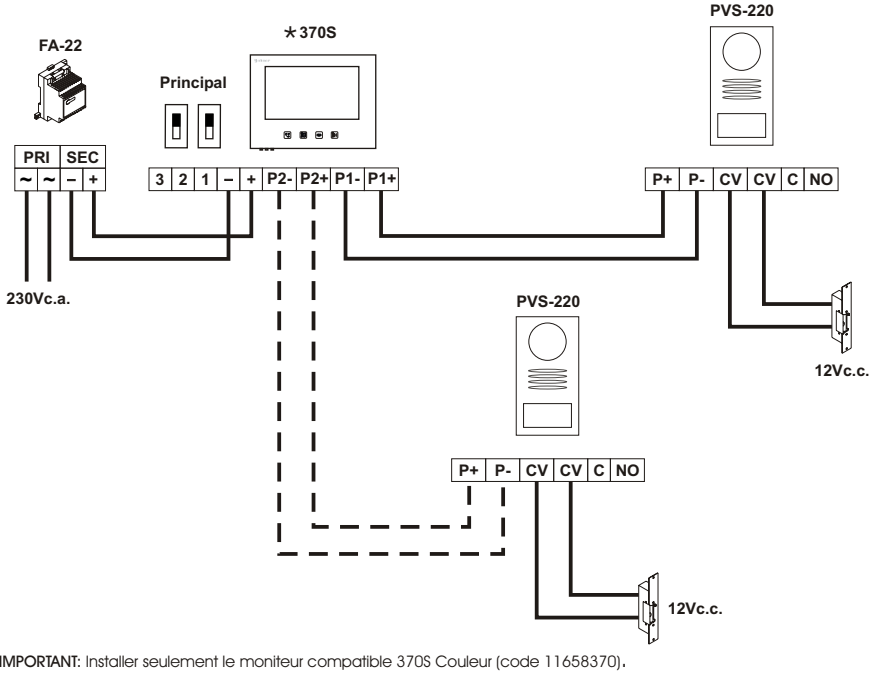 PVS-220
* 370S
FA-22
Principal
PRI SEC
~ ~ – +
3 2 1 – + P2- P2+ P1- P1+
P+ P- CV CV C NO
230Vc.a.
PVS-220
12Vc.c.
P+ P- CV CV C NO
12Vc.c.
IMPORTANT: Installer seulement le moniteur compatible 370S Couleur (code 11658370).